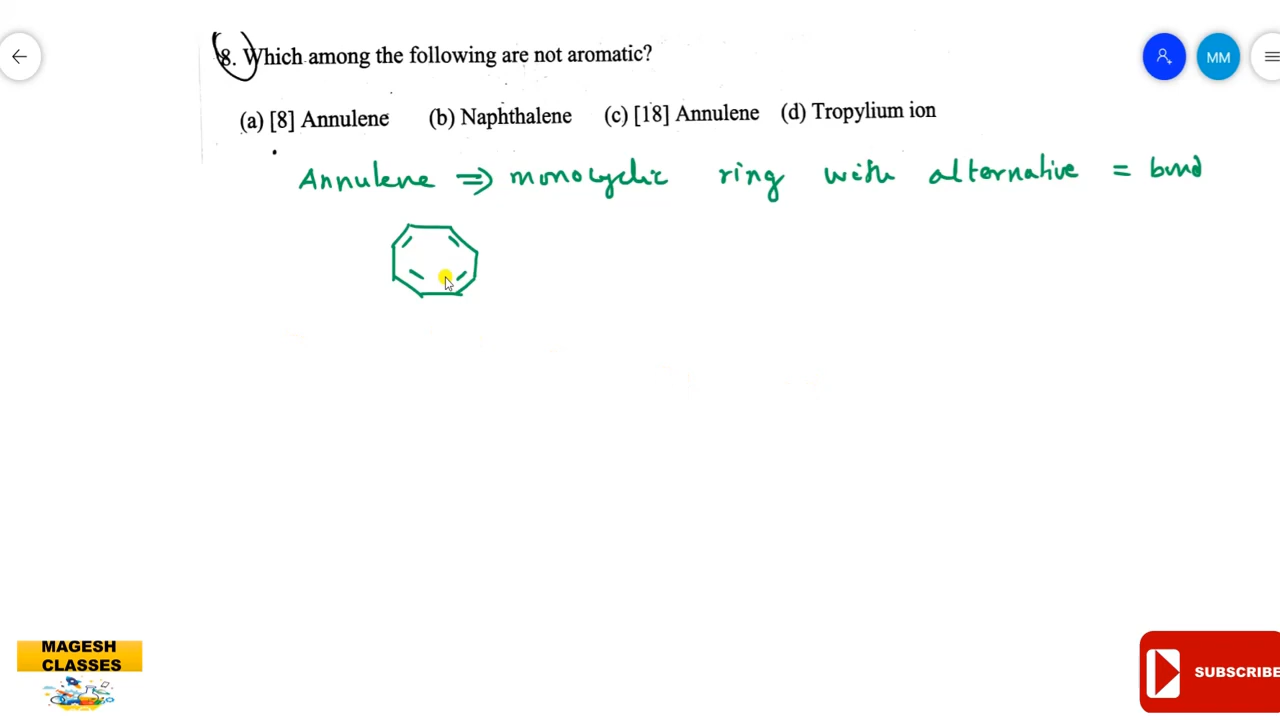 8. Which among the following are not aromatic?
MM
(a) [8] Annulene (b) Naphthalene (c) [18] Annulene (d) Tropylium ion
Annulene ⇒ monocyclic ring with alternative = bond
MAGESH
CLASSES
SUBSCRIBE